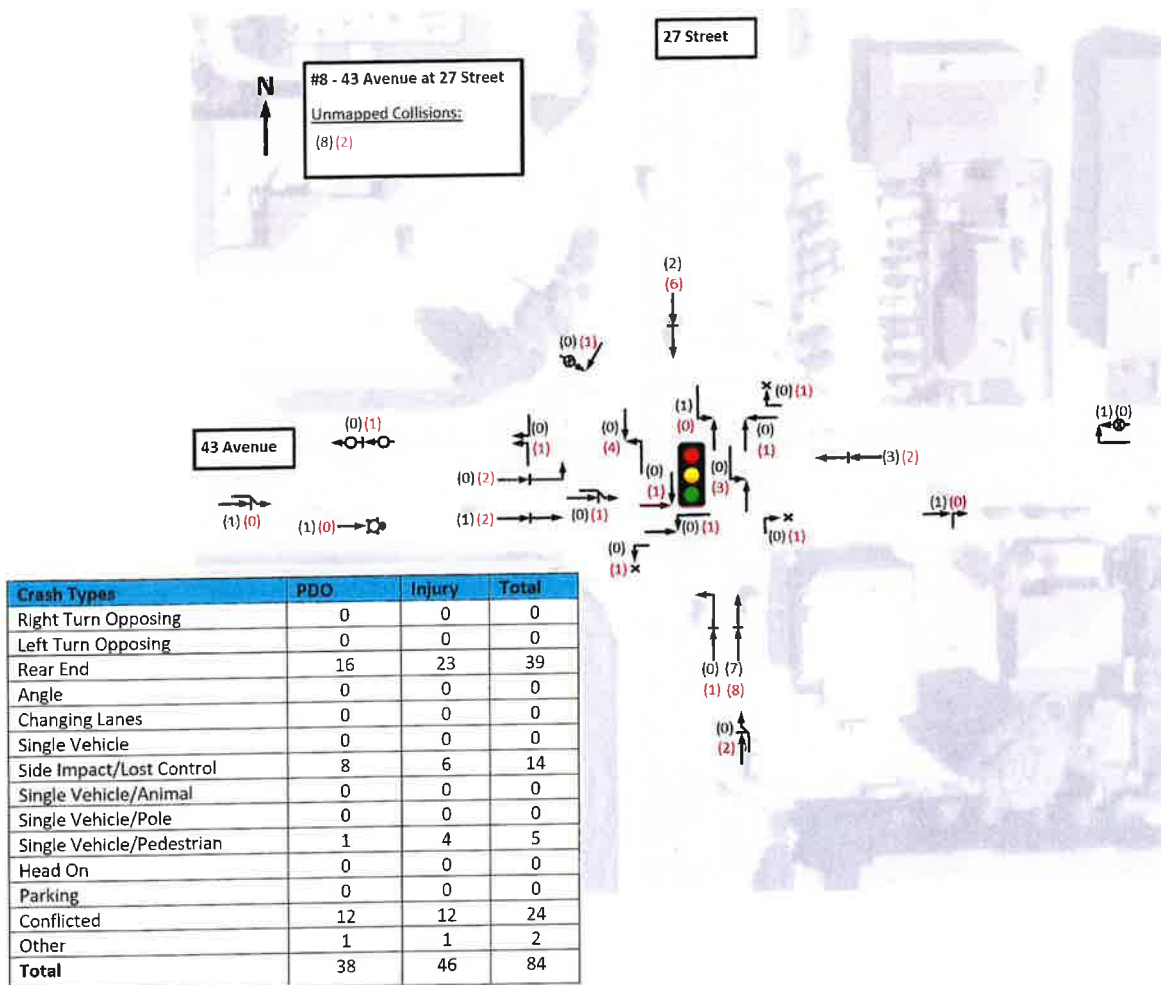 27 Street
N
#8 - 43 Avenue at 27 Street
Unmapped Collisions:
(8) (2)
(2)
(6)
(0) (1)
(0) (1)
(1)
(0)
(0)
(1)
(0)
(4)
(0)
(1)
(0) (1)
43 Avenue
(1) (0)
(3) (2)
(0) (2)
(0)
(1)
(0)
(3)
(1) (0)
(1) (0)
(1) (2)
(0) (1)
(1) (0)
(0) (1)
(0) (1)
(0)
(1)
(0) (7)
(1) (8)
(0)
(2)
Crash Types PDO Injury Total
Right Turn Opposing 0 0 0
Left Turn Opposing 0 0 0
Rear End 16 23 39
Angle 0 0 0
Changing Lanes 0 0 0
Single Vehicle 0 0 0
Side Impact/Lost Control 8 6 14
Single Vehicle/Animal 0 0 0
Single Vehicle/Pole 0 0 0
Single Vehicle/Pedestrian 1 4 5
Head On 0 0 0
Parking 0 0 0
Conflicted 12 12 24
Other 1 1 2
Total 38 46 84